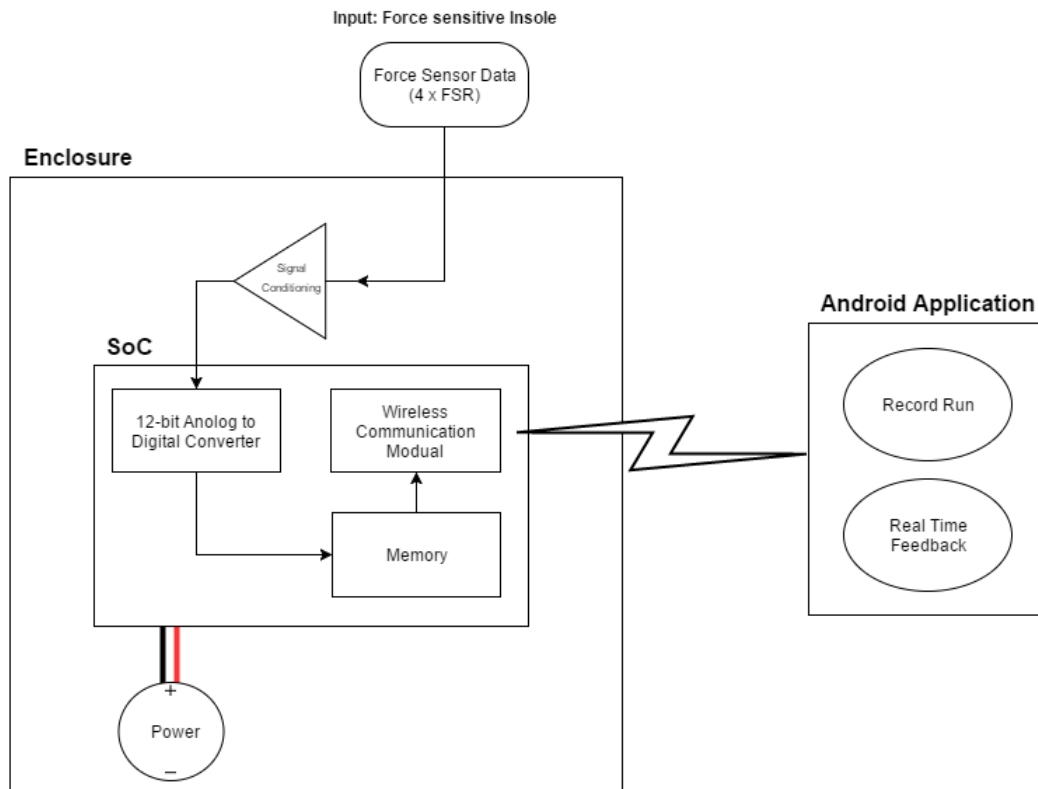 Input: Force sensitive Insole
Force Sensor Data
(4 x FSR)
Enclosure
Signal
Conditioning
SoC
12-bit Anolog to
Digital Converter
Wireless
Communication
Modual
Memory
+
Power
−
Android Application
Record Run
Real Time
Feedback